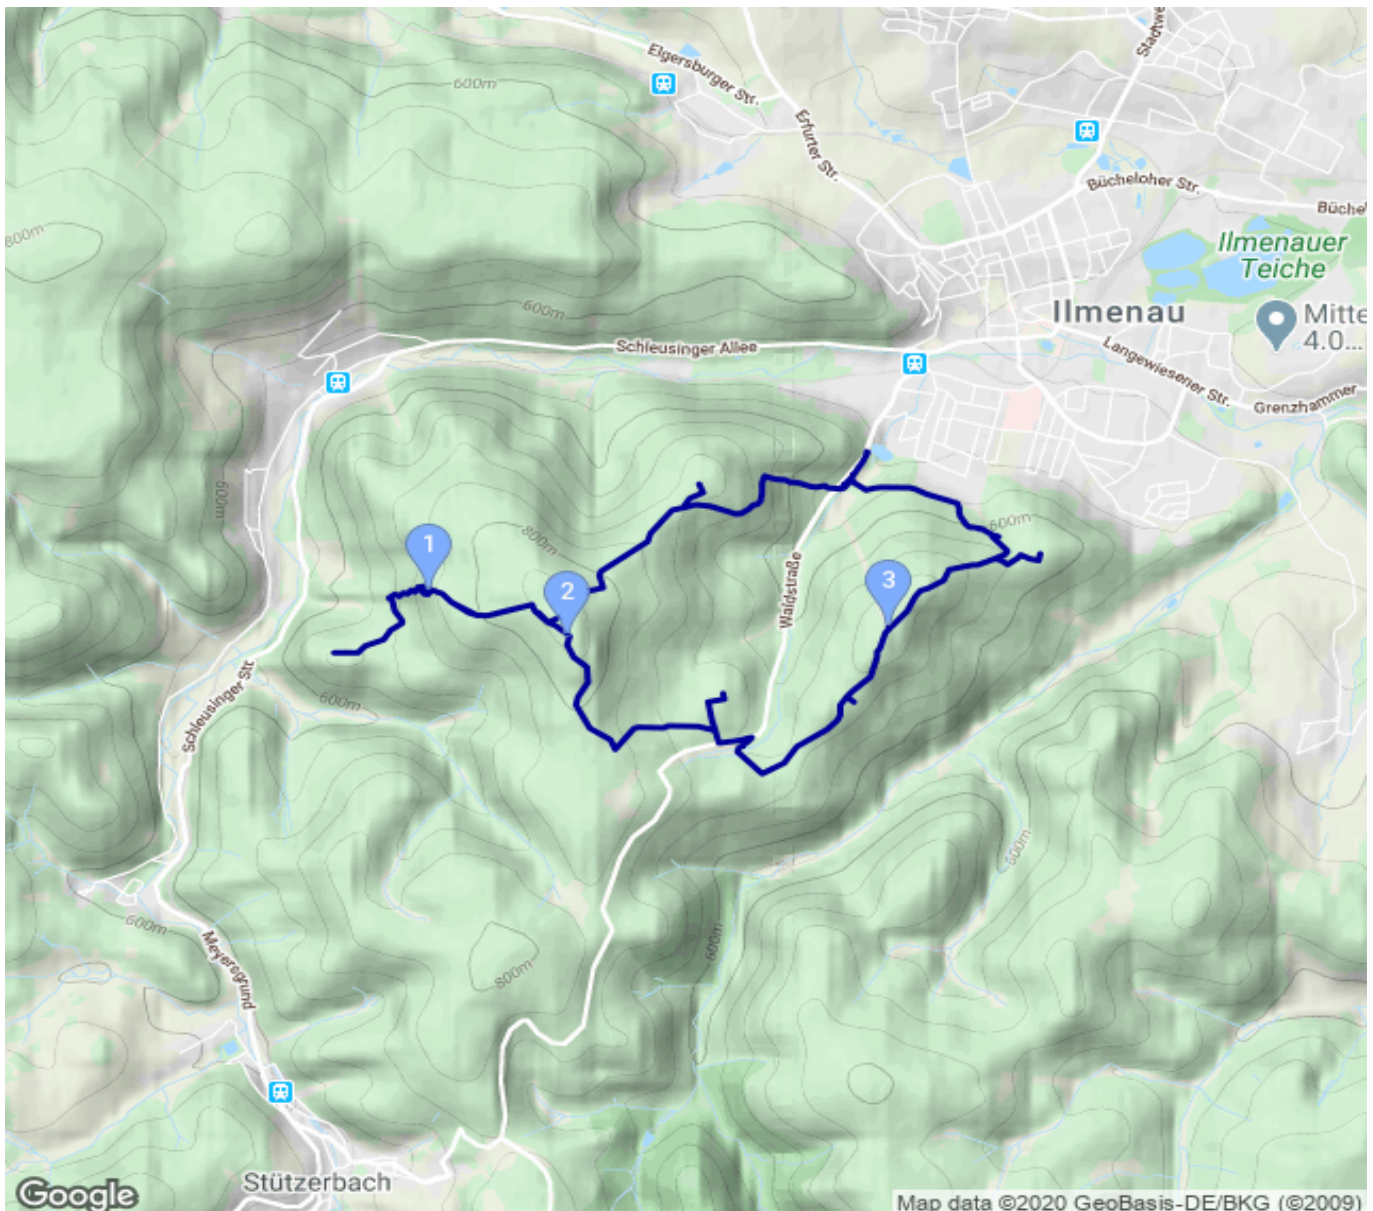 Stadtwe
Elgersburger Str.
600m
Erfurter Str.
Bücheloher Str.
Büchel
800m
Ilmenauer
Teiche
600m
Ilmenau
Mitte
4.0...
Schleusinger Allee
Langewiesener Str.
Grenzhammer
600m
600m
800m
1
2
3
Waldstraße
Schleusinger Str.
600m
600m
600m
Meyersgrund
600m
800m
Stützerbach
Google
Map data ©2020 GeoBasis-DE/BKG (©2009)